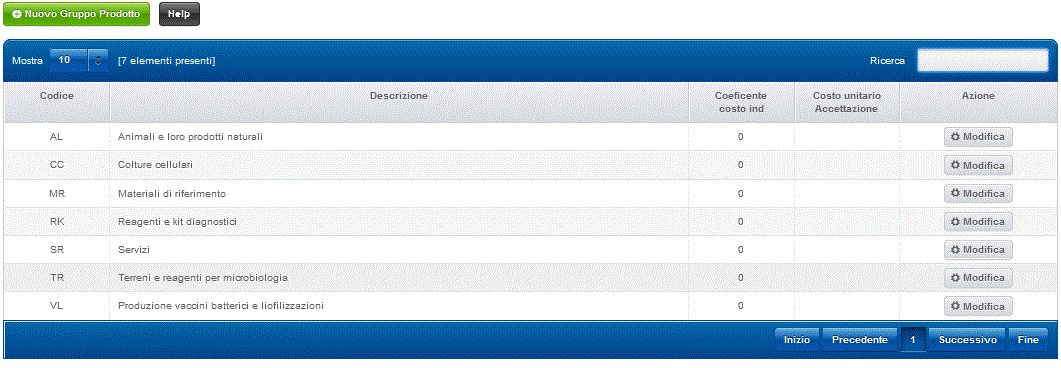 Nuovo Gruppo Prodotto Help
Mostra 10 [7 elementi presenti] Ricerca
Codice Descrizione Coeficente costo ind Costo unitario Accettazione Azione
AL Animali e loro prodotti naturali 0 Modifica
CC Colture cellulari 0 Modifica
MR Materiali di riferimento 0 Modifica
RK Reagenti e kit diagnostici 0 Modifica
SR Servizi 0 Modifica
TR Terreni e reagenti per microbiologia 0 Modifica
VL Produzione vaccini batterici e liofilizzazioni 0 Modifica
Inizio Precedente 1 Successivo Fine